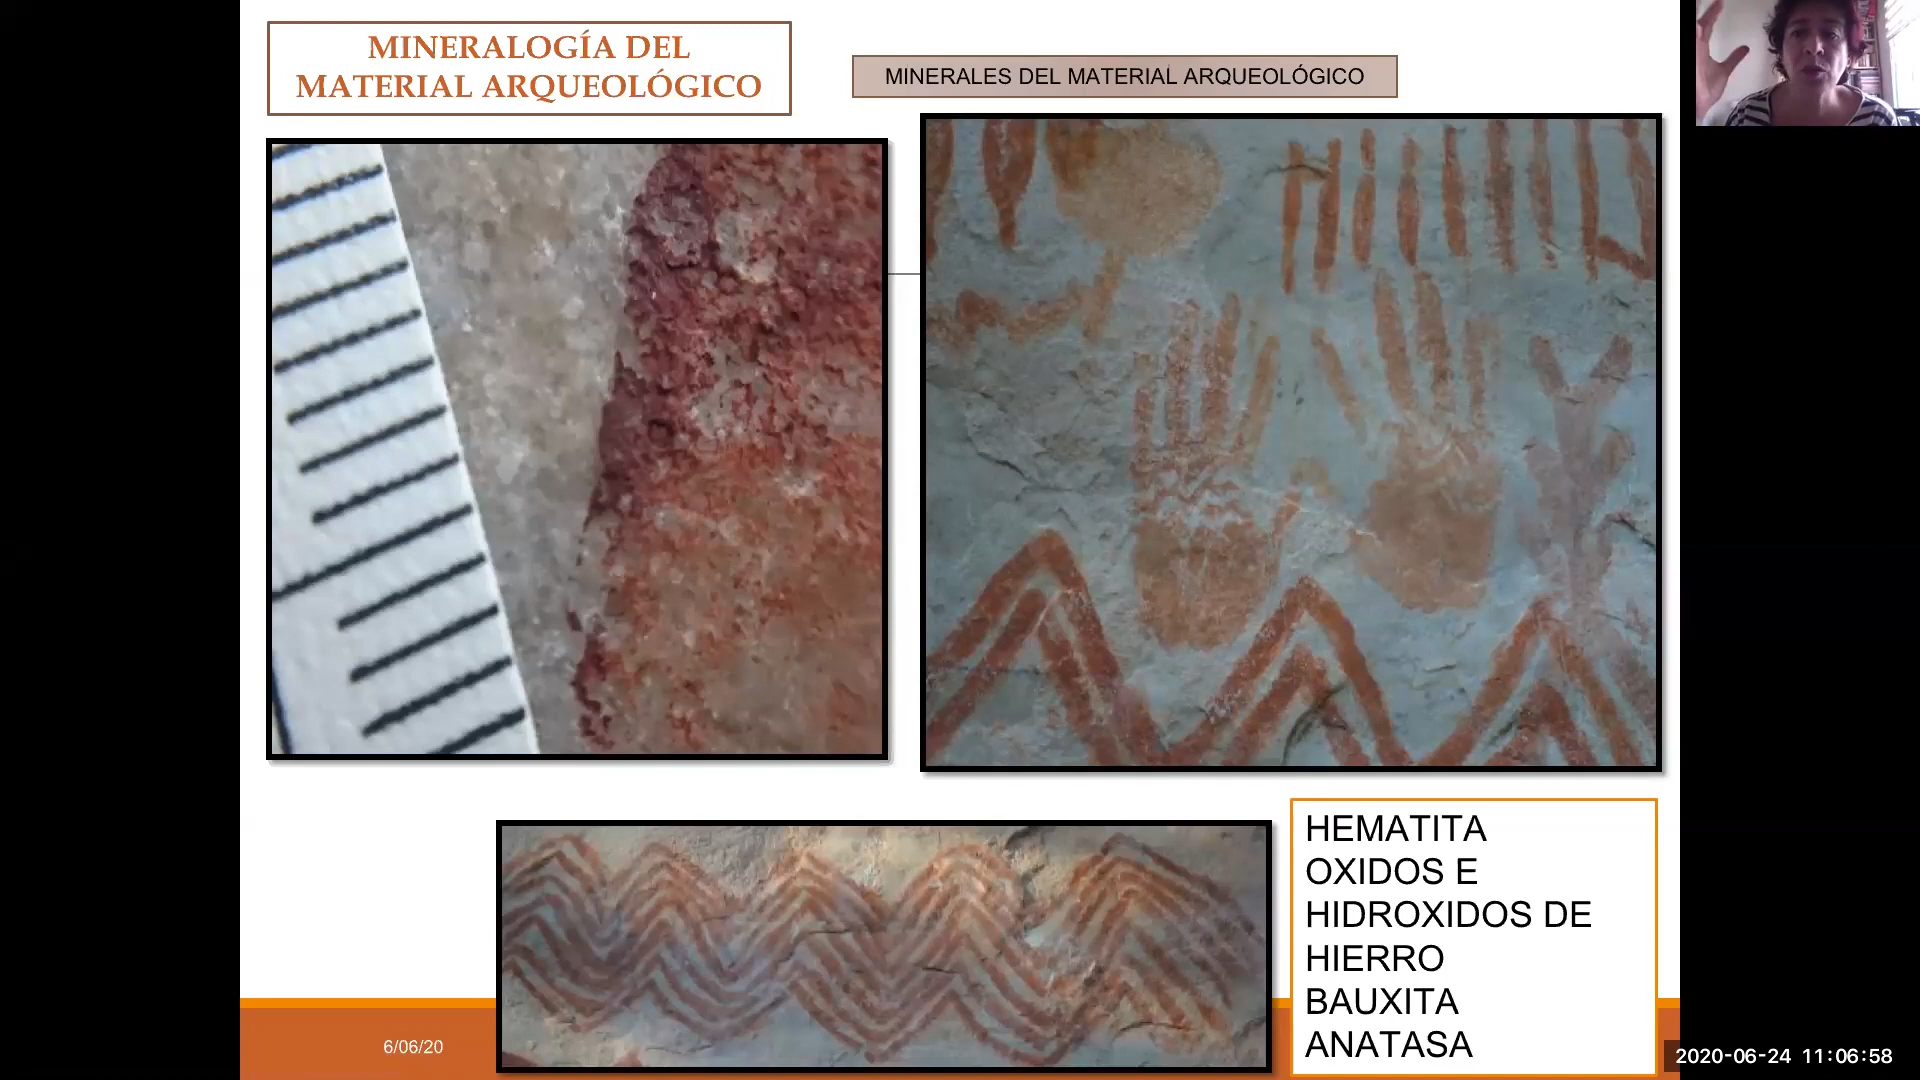 MINERALOGÍA DEL
MATERIAL ARQUEOLÓGICO
MINERALES DEL MATERIAL ARQUEOLÓGICO
HEMATITA
OXIDOS E
HIDROXIDOS DE
HIERRO
BAUXITA
ANATASA
6/06/20
2020-06-24 11:06:58